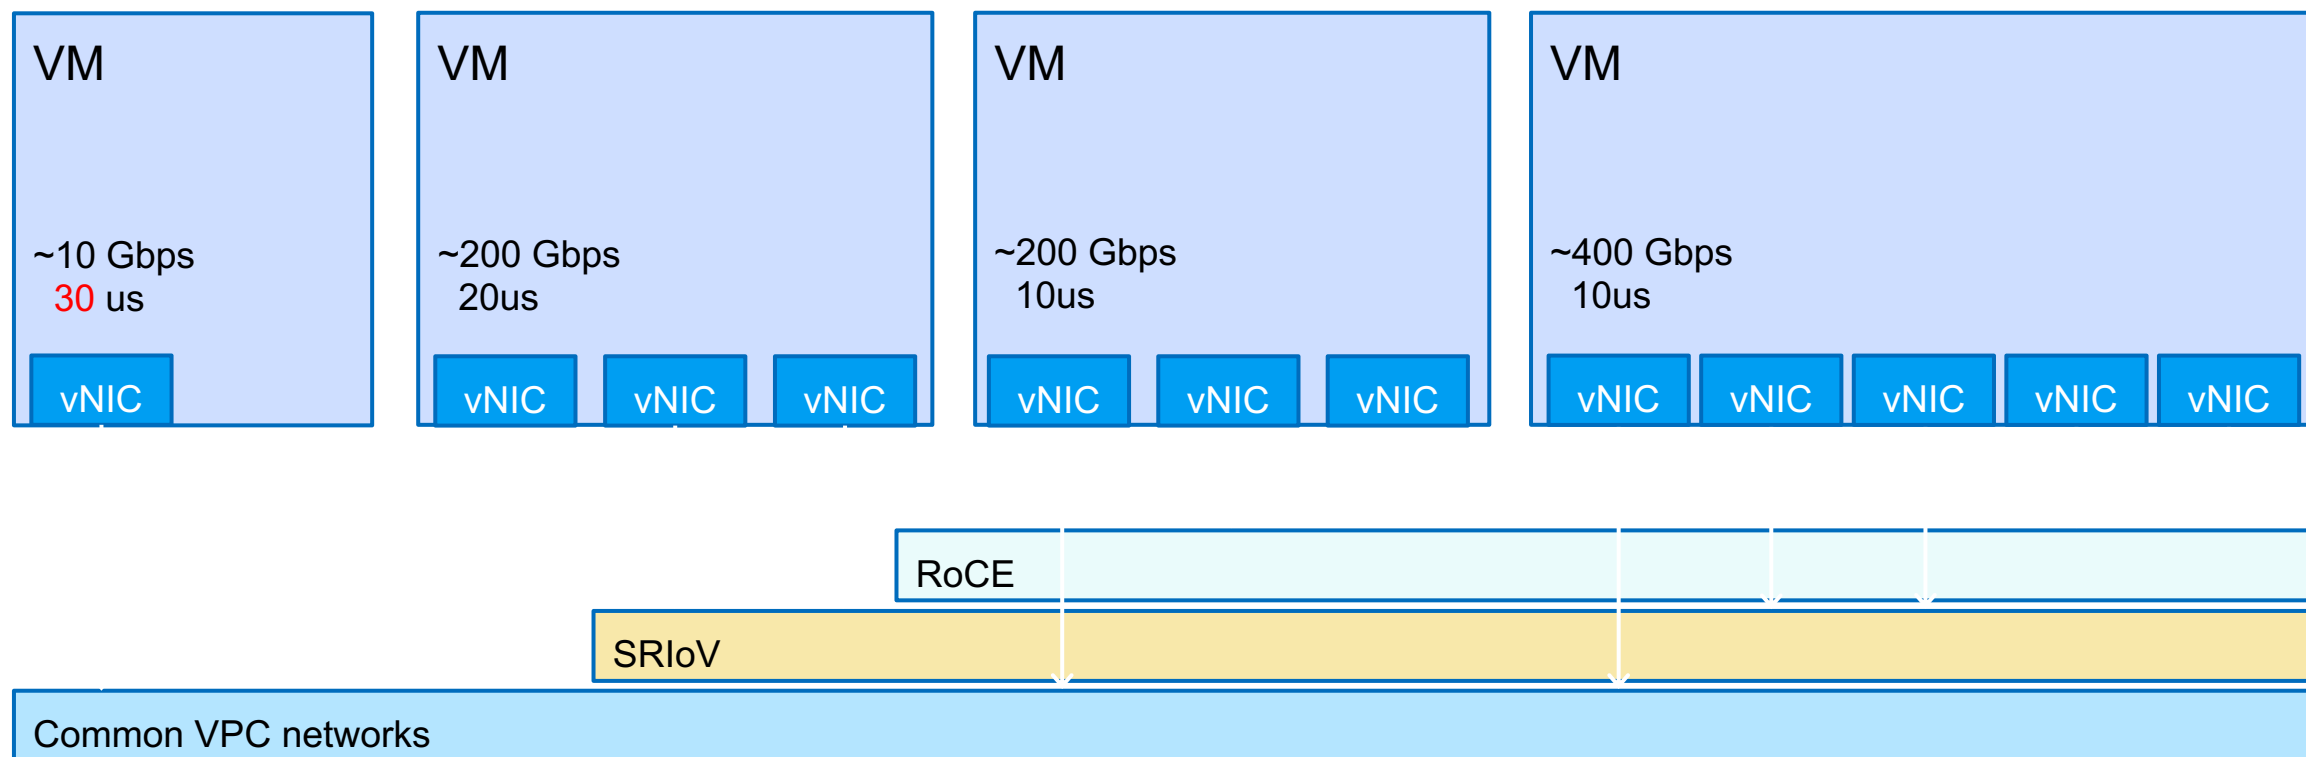 VM
~10 Gbps
30 us
vNIC
VM
~200 Gbps
20us
vNIC vNIC vNIC
VM
~200 Gbps
10us
vNIC vNIC vNIC
VM
~400 Gbps
10us
vNIC vNIC vNIC vNIC vNIC
RoCE
SRIoV
Common VPC networks